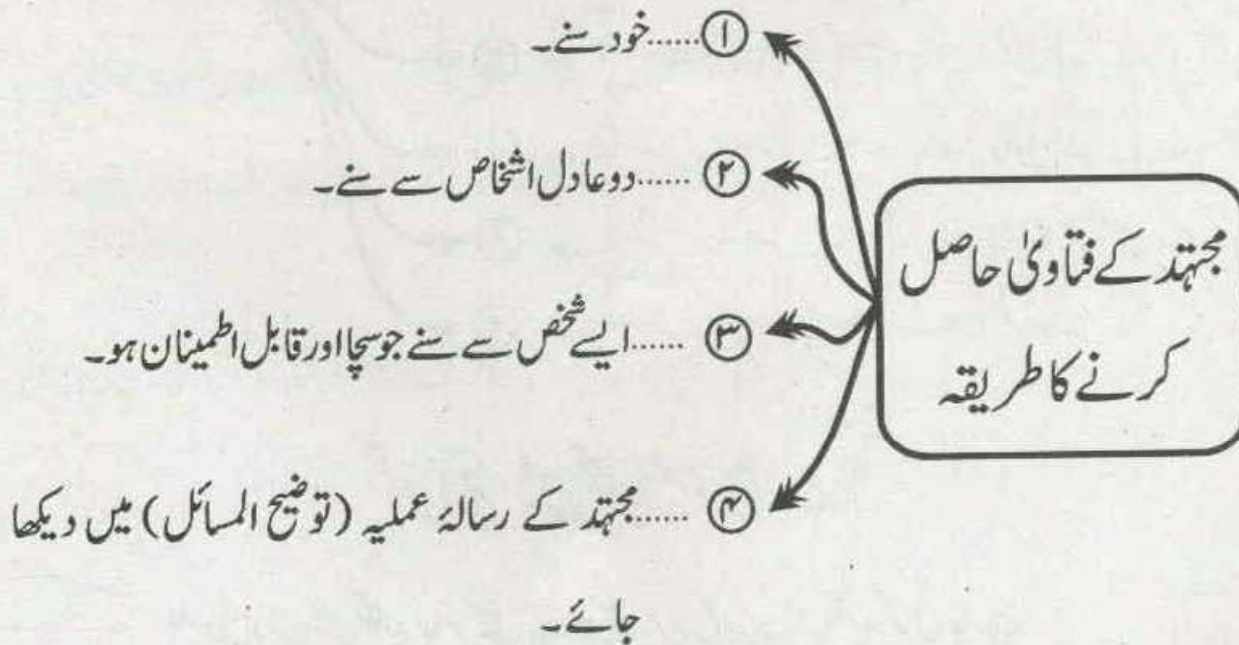 مجتہد کے فتاویٰ حاصل
کرنے کا طریقہ
①......خود سنے۔
②......دو عادل اشخاص سے سنے۔
③......ایسے شخص سے سنے جو سچا اور قابل اطمینان ہو۔
④......مجتہد کے رسالۂ عملیہ (توضیح المسائل) میں دیکھا
جائے۔